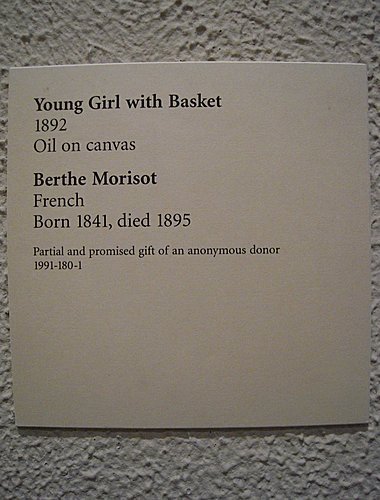 Young Girl with Basket
1892
Oil on canvas
Berthe Morisot
French
Born 1841, died 1895
Partial and promised gift of an anonymous donor
1991-180-1